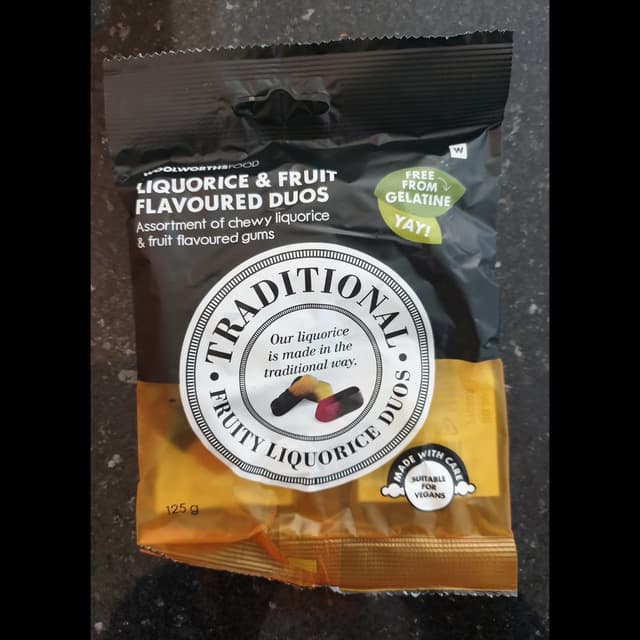 WOOLWORTHSFOOD
LIQUORICE & FRUIT
FLAVOURED DUOS
Assortment of chewy liquorice
& fruit flavoured gums
W
FREE
FROM
GELATINE
YAY!
TRADITIONAL
Our liquorice
is made in the
traditional way.
FRUITY LIQUORICE DUOS
MADE WITH CARE
SUITABLE
FOR
VEGANS
125 g